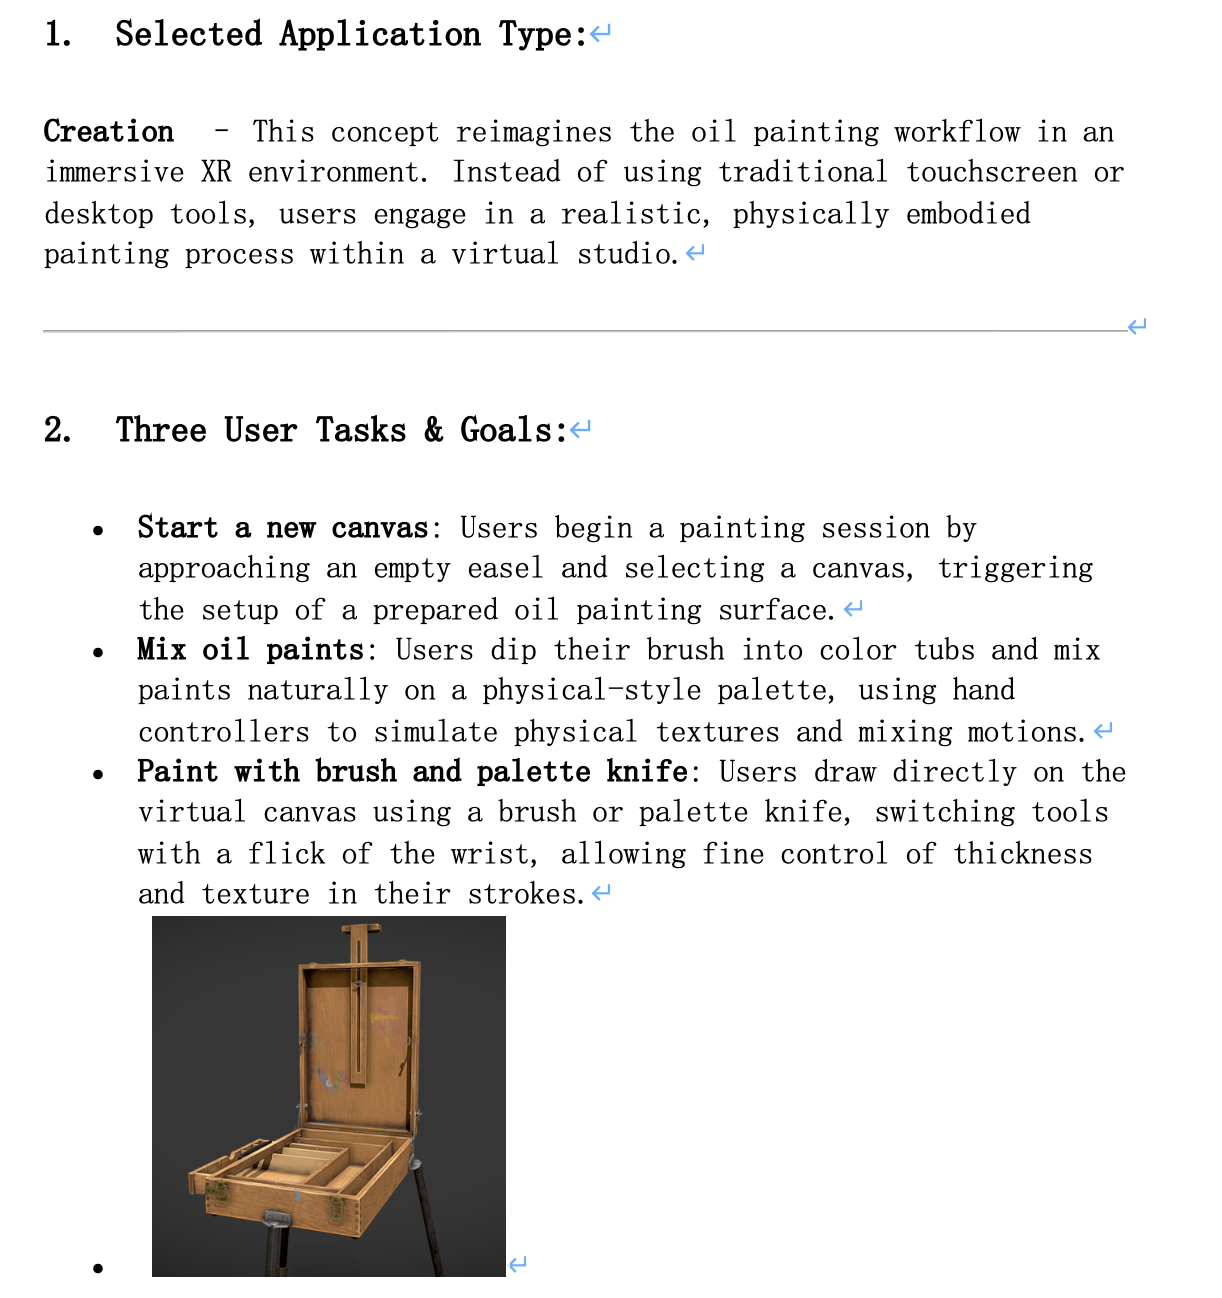 1. Selected Application Type:
Creation - This concept reimagines the oil painting workflow in an
immersive XR environment. Instead of using traditional touchscreen or
desktop tools, users engage in a realistic, physically embodied
painting process within a virtual studio.
2. Three User Tasks & Goals:
• Start a new canvas: Users begin a painting session by
approaching an empty easel and selecting a canvas, triggering
the setup of a prepared oil painting surface.
• Mix oil paints: Users dip their brush into color tubs and mix
paints naturally on a physical-style palette, using hand
controllers to simulate physical textures and mixing motions.
• Paint with brush and palette knife: Users draw directly on the
virtual canvas using a brush or palette knife, switching tools
with a flick of the wrist, allowing fine control of thickness
and texture in their strokes.